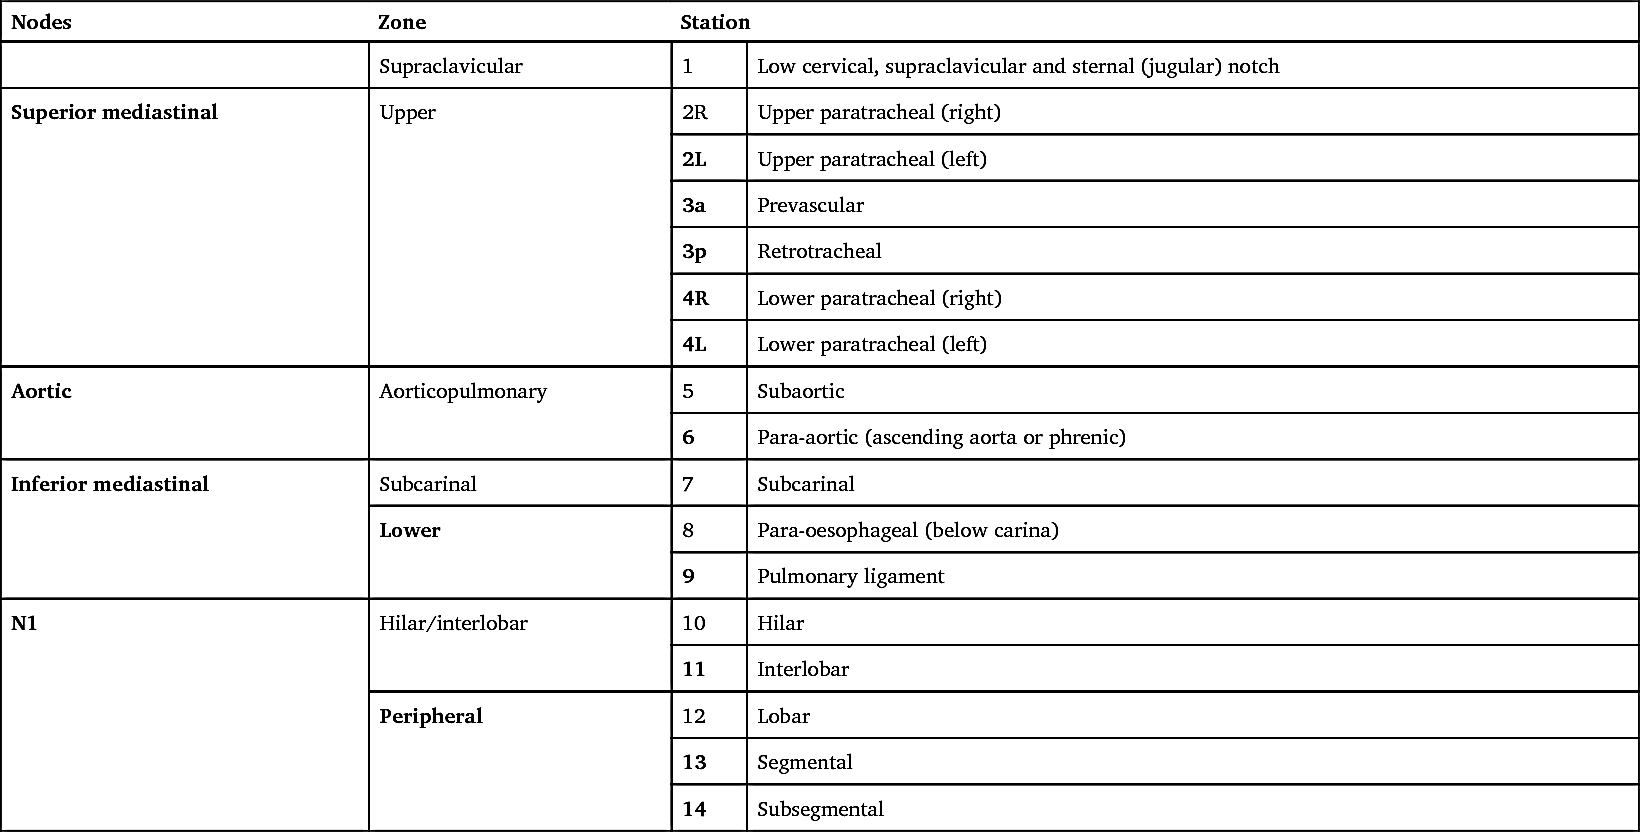 Nodes Zone Station
Supraclavicular 1 Low cervical, supraclavicular and sternal (jugular) notch
Superior mediastinal Upper 2R Upper paratracheal (right)
2L Upper paratracheal (left)
3a Prevascular
3p Retrotracheal
4R Lower paratracheal (right)
4L Lower paratracheal (left)
Aortic Aorticopulmonary 5 Subaortic
6 Para-aortic (ascending aorta or phrenic)
Inferior mediastinal Subcarinal 7 Subcarinal
Lower 8 Para-oesophageal (below carina)
9 Pulmonary ligament
N1 Hilar/interlobar 10 Hilar
11 Interlobar
Peripheral 12 Lobar
13 Segmental
14 Subsegmental